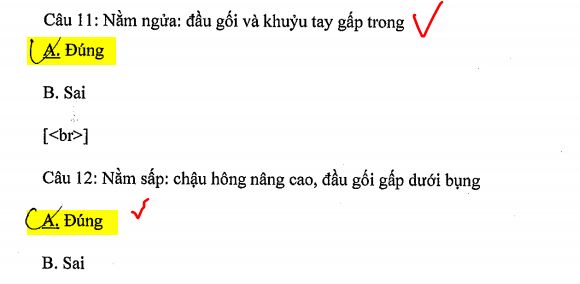 Câu 11: Nằm ngửa: đầu gối và khuỷu tay gấp trong
A. Đúng
B. Sai
[<br>]
Câu 12: Nằm sấp: chậu hông nâng cao, đầu gối gấp dưới bụng
A. Đúng
B. Sai